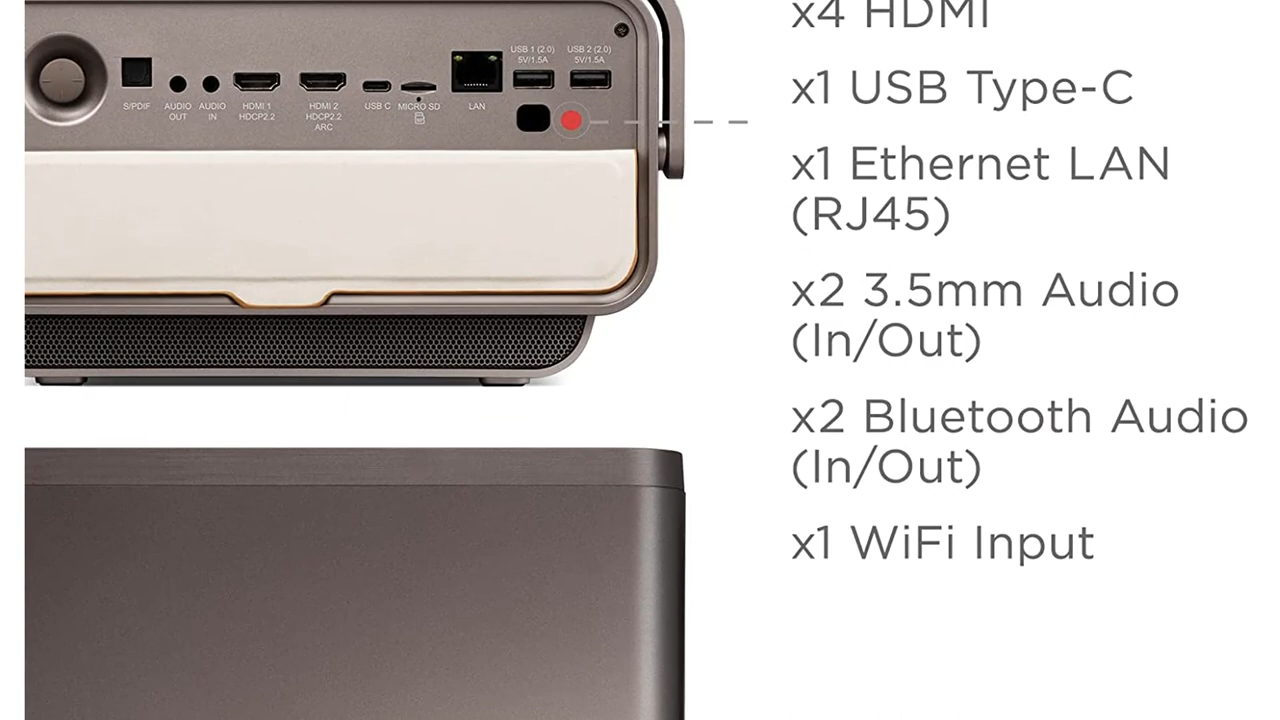 x4 HDMI
x1 USB Type-C
x1 Ethernet LAN
(RJ45)
x2 3.5mm Audio
(In/Out)
x2 Bluetooth Audio
(In/Out)
x1 WiFi Input
USB 1 (2.0)
5V/1.5A
USB 2 (2.0)
5V/1.5A
S/PDIF
AUDIO
OUT
AUDIO
IN
HDMI 1
HDCP2.2
HDMI 2
HDCP2.2
ARC
USB C
MICRO SD
LAN